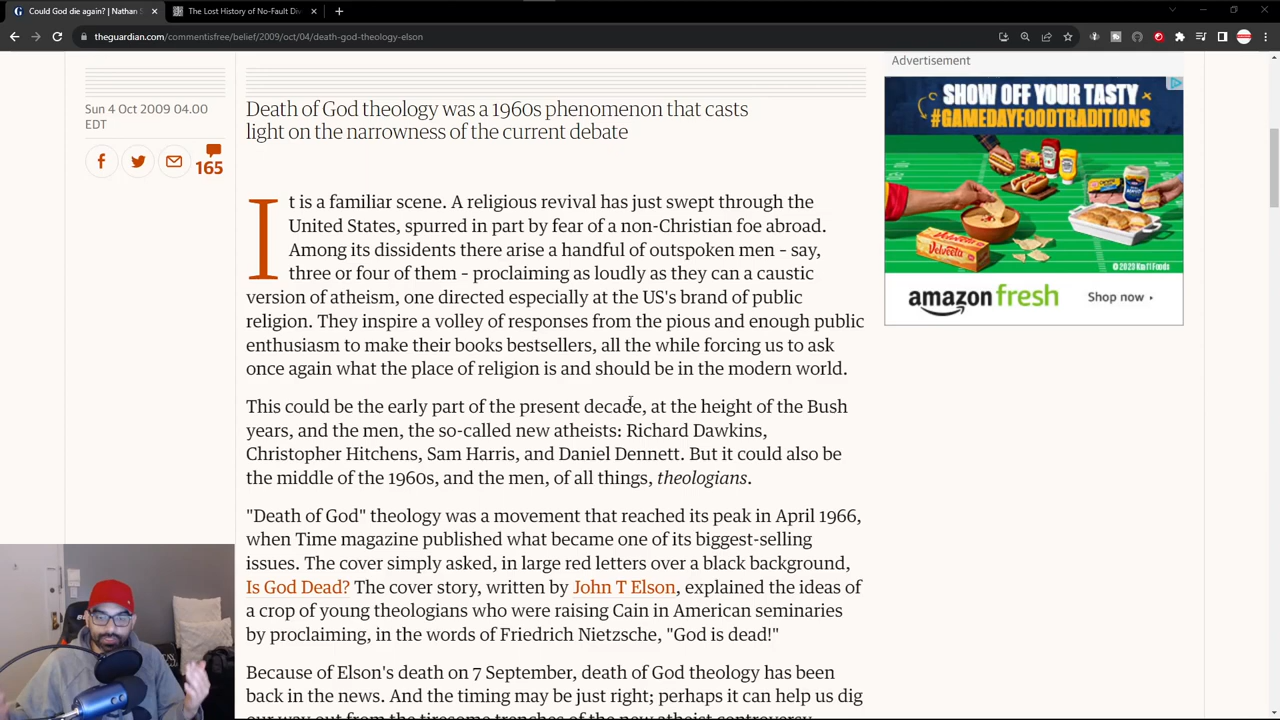 Could God die again? | Nathan
The Lost History of No-Fault Div
theguardian.com/commentisfree/belief/2009/oct/04/death-god-theology-elson
Sun 4 Oct 2009 04.00
EDT
165
Death of God theology was a 1960s phenomenon that casts
light on the narrowness of the current debate
It is a familiar scene. A religious revival has just swept through the
United States, spurred in part by fear of a non-Christian foe abroad.
Among its dissidents there arise a handful of outspoken men – say,
three or four of them – proclaiming as loudly as they can a caustic
version of atheism, one directed especially at the US's brand of public
religion. They inspire a volley of responses from the pious and enough public
enthusiasm to make their books bestsellers, all the while forcing us to ask
once again what the place of religion is and should be in the modern world.
This could be the early part of the present decade, at the height of the Bush
years, and the men, the so-called new atheists: Richard Dawkins,
Christopher Hitchens, Sam Harris, and Daniel Dennett. But it could also be
the middle of the 1960s, and the men, of all things, theologians.
"Death of God" theology was a movement that reached its peak in April 1966,
when Time magazine published what became one of its biggest-selling
issues. The cover simply asked, in large red letters over a black background,
Is God Dead? The cover story, written by John T Elson, explained the ideas of
a crop of young theologians who were raising Cain in American seminaries
by proclaiming, in the words of Friedrich Nietzsche, "God is dead!"
Because of Elson's death on 7 September, death of God theology has been
back in the news. And the timing may be just right; perhaps it can help us dig
our way out from the tiresome trenches of the new atheist controversy
Advertisement
SHOW OFF YOUR TASTY
#GAMEDAYFOODTRADITIONS
VELVEETA
© 2023 Kraft Foods
amazon fresh
Shop now